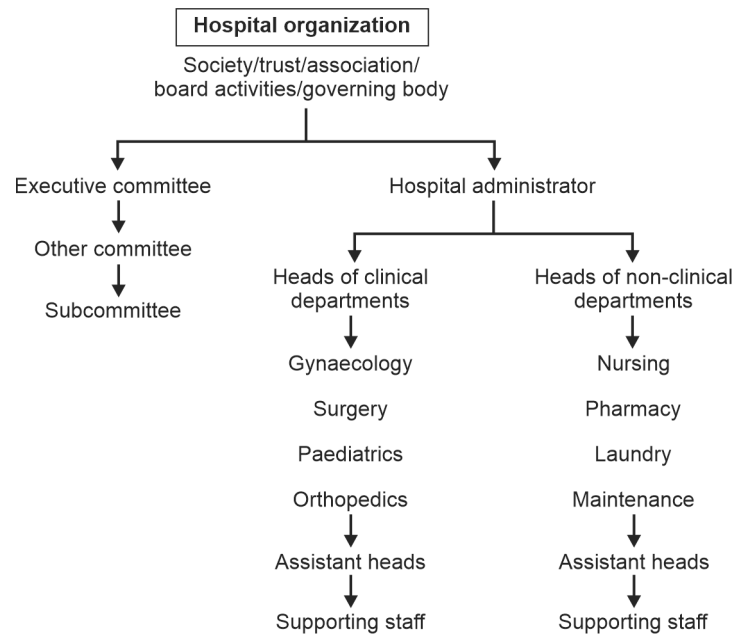 Hospital organization
Society/trust/association/
board activities/governing body
Executive committee
Other committee
Subcommittee
Hospital administrator
Heads of clinical
departments
Gynaecology
Surgery
Paediatrics
Orthopedics
Assistant heads
Supporting staff
Heads of non-clinical
departments
Nursing
Pharmacy
Laundry
Maintenance
Assistant heads
Supporting staff